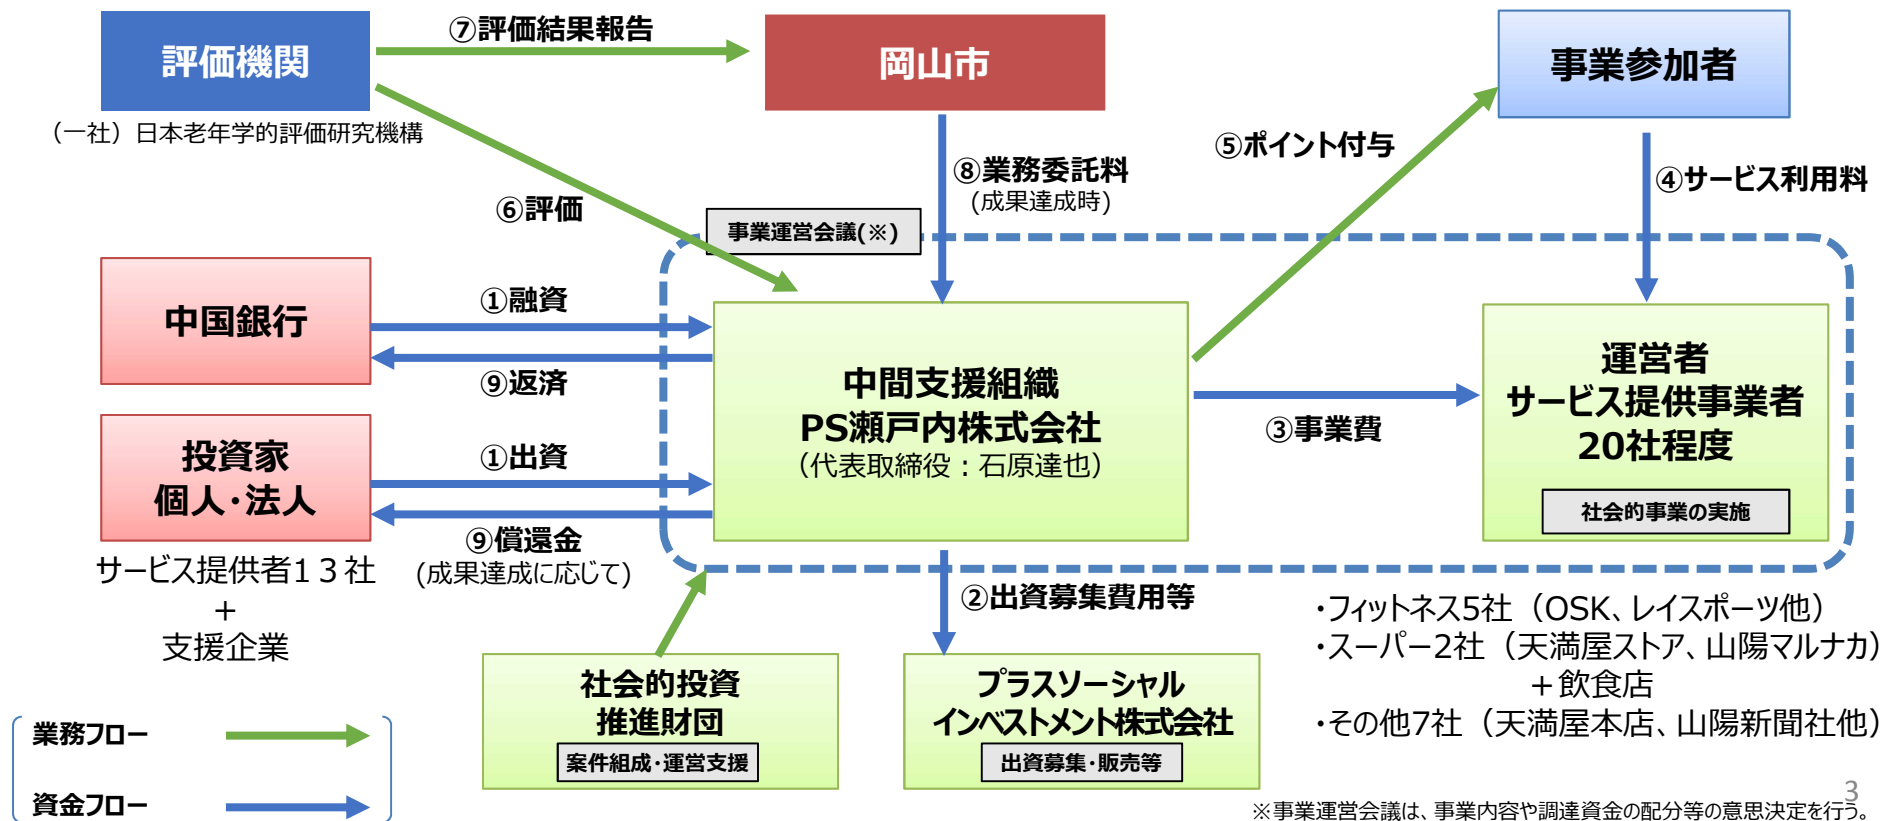 評価機関
(一社)日本老年学的評価研究機構
⑦評価結果報告
岡山市
事業参加者
⑥評価
⑧業務委託料
(成果達成時)
⑤ポイント付与
④サービス利用料
事業運営会議(※)
中国銀行
①融資
⑨返済
投資家
個人・法人
サービス提供者13社
+
支援企業
①出資
⑨償還金
(成果達成に応じて)
中間支援組織
PS瀬戸内株式会社
(代表取締役：石原達也)
③事業費
運営者
サービス提供事業者
20社程度
社会的事業の実施
②出資募集費用等
社会的投資
推進財団
案件組成・運営支援
プラスソーシャル
インベストメント株式会社
出資募集・販売等
・フィットネス5社（OSK、レイスポーツ他）
・スーパー2社（天満屋ストア、山陽マルナカ）
＋飲食店
・その他7社（天満屋本店、山陽新聞社他）
業務フロー
資金フロー
3
※事業運営会議は、事業内容や調達資金の配分等の意思決定を行う。